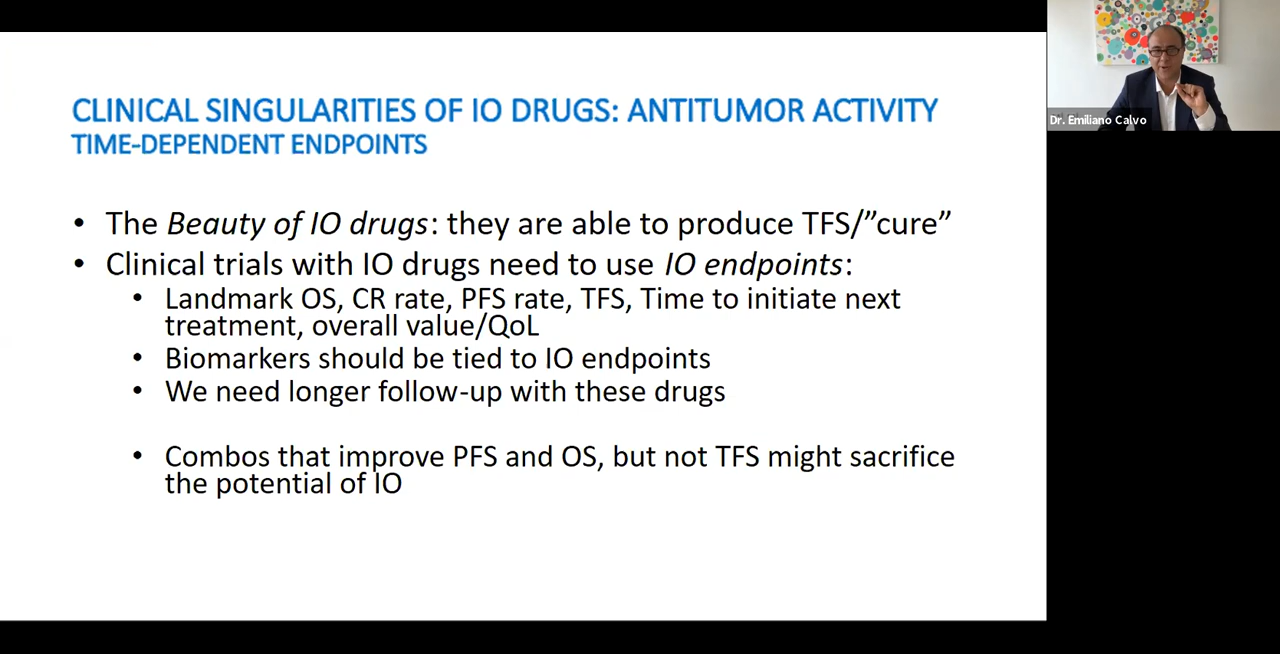 CLINICAL SINGULARITIES OF IO DRUGS: ANTITUMOR ACTIVITY
TIME-DEPENDENT ENDPOINTS
• The Beauty of IO drugs: they are able to produce TFS/”cure”
• Clinical trials with IO drugs need to use IO endpoints:
• Landmark OS, CR rate, PFS rate, TFS, Time to initiate next
treatment, overall value/QoL
• Biomarkers should be tied to IO endpoints
• We need longer follow-up with these drugs
• Combos that improve PFS and OS, but not TFS might sacrifice
the potential of IO
Dr. Emiliano Calvo